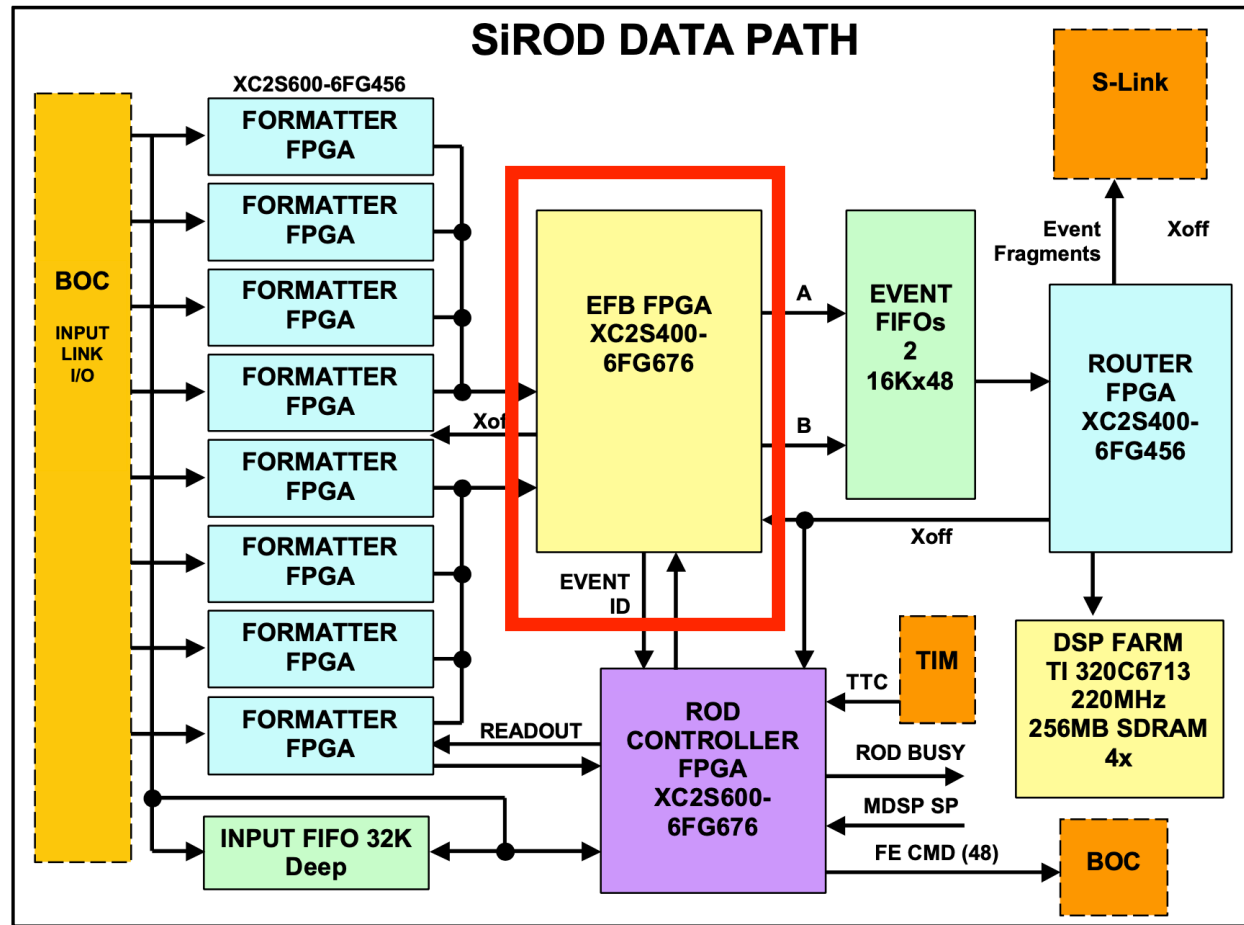 SiROD DATA PATH
XC2S600-6FG456
BOC
INPUT
LINK
I/O
FORMATTER
FPGA
FORMATTER
FPGA
FORMATTER
FPGA
FORMATTER
FPGA
FORMATTER
FPGA
FORMATTER
FPGA
FORMATTER
FPGA
FORMATTER
FPGA
INPUT FIFO 32K
Deep
Xof
EFB FPGA
XC2S400-
6FG676
A
B
EVENT
ID
READOUT
EVENT
FIFOs
2
16Kx48
Event
Fragments
Xoff
S-Link
ROUTER
FPGA
XC2S400-
6FG456
Xoff
ROD
CONTROLLER
FPGA
XC2S600-
6FG676
TTC
TIM
ROD BUSY
MDSP SP
FE CMD (48)
BOC
DSP FARM
TI 320C6713
220MHz
256MB SDRAM
4x